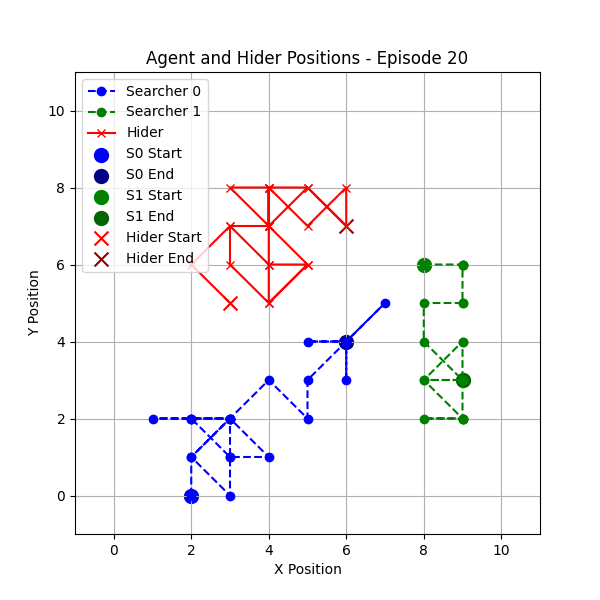 Agent and Hider Positions - Episode 20
Y Position
10
8
6
4
2
0
Searcher 0
Searcher 1
Hider
S0 Start
S0 End
S1 Start
S1 End
Hider Start
Hider End
0 2 4 6 8 10
X Position